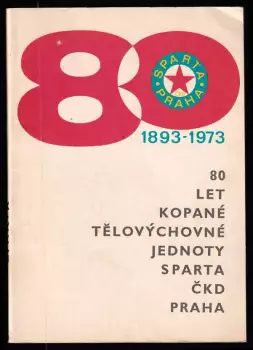 80
SPARTA
PRAHA
1893-1973
80
LET
KOPANÉ
TĚLOVÝCHOVNÉ
JEDNOTY
SPARTA
ČKD
PRAHA